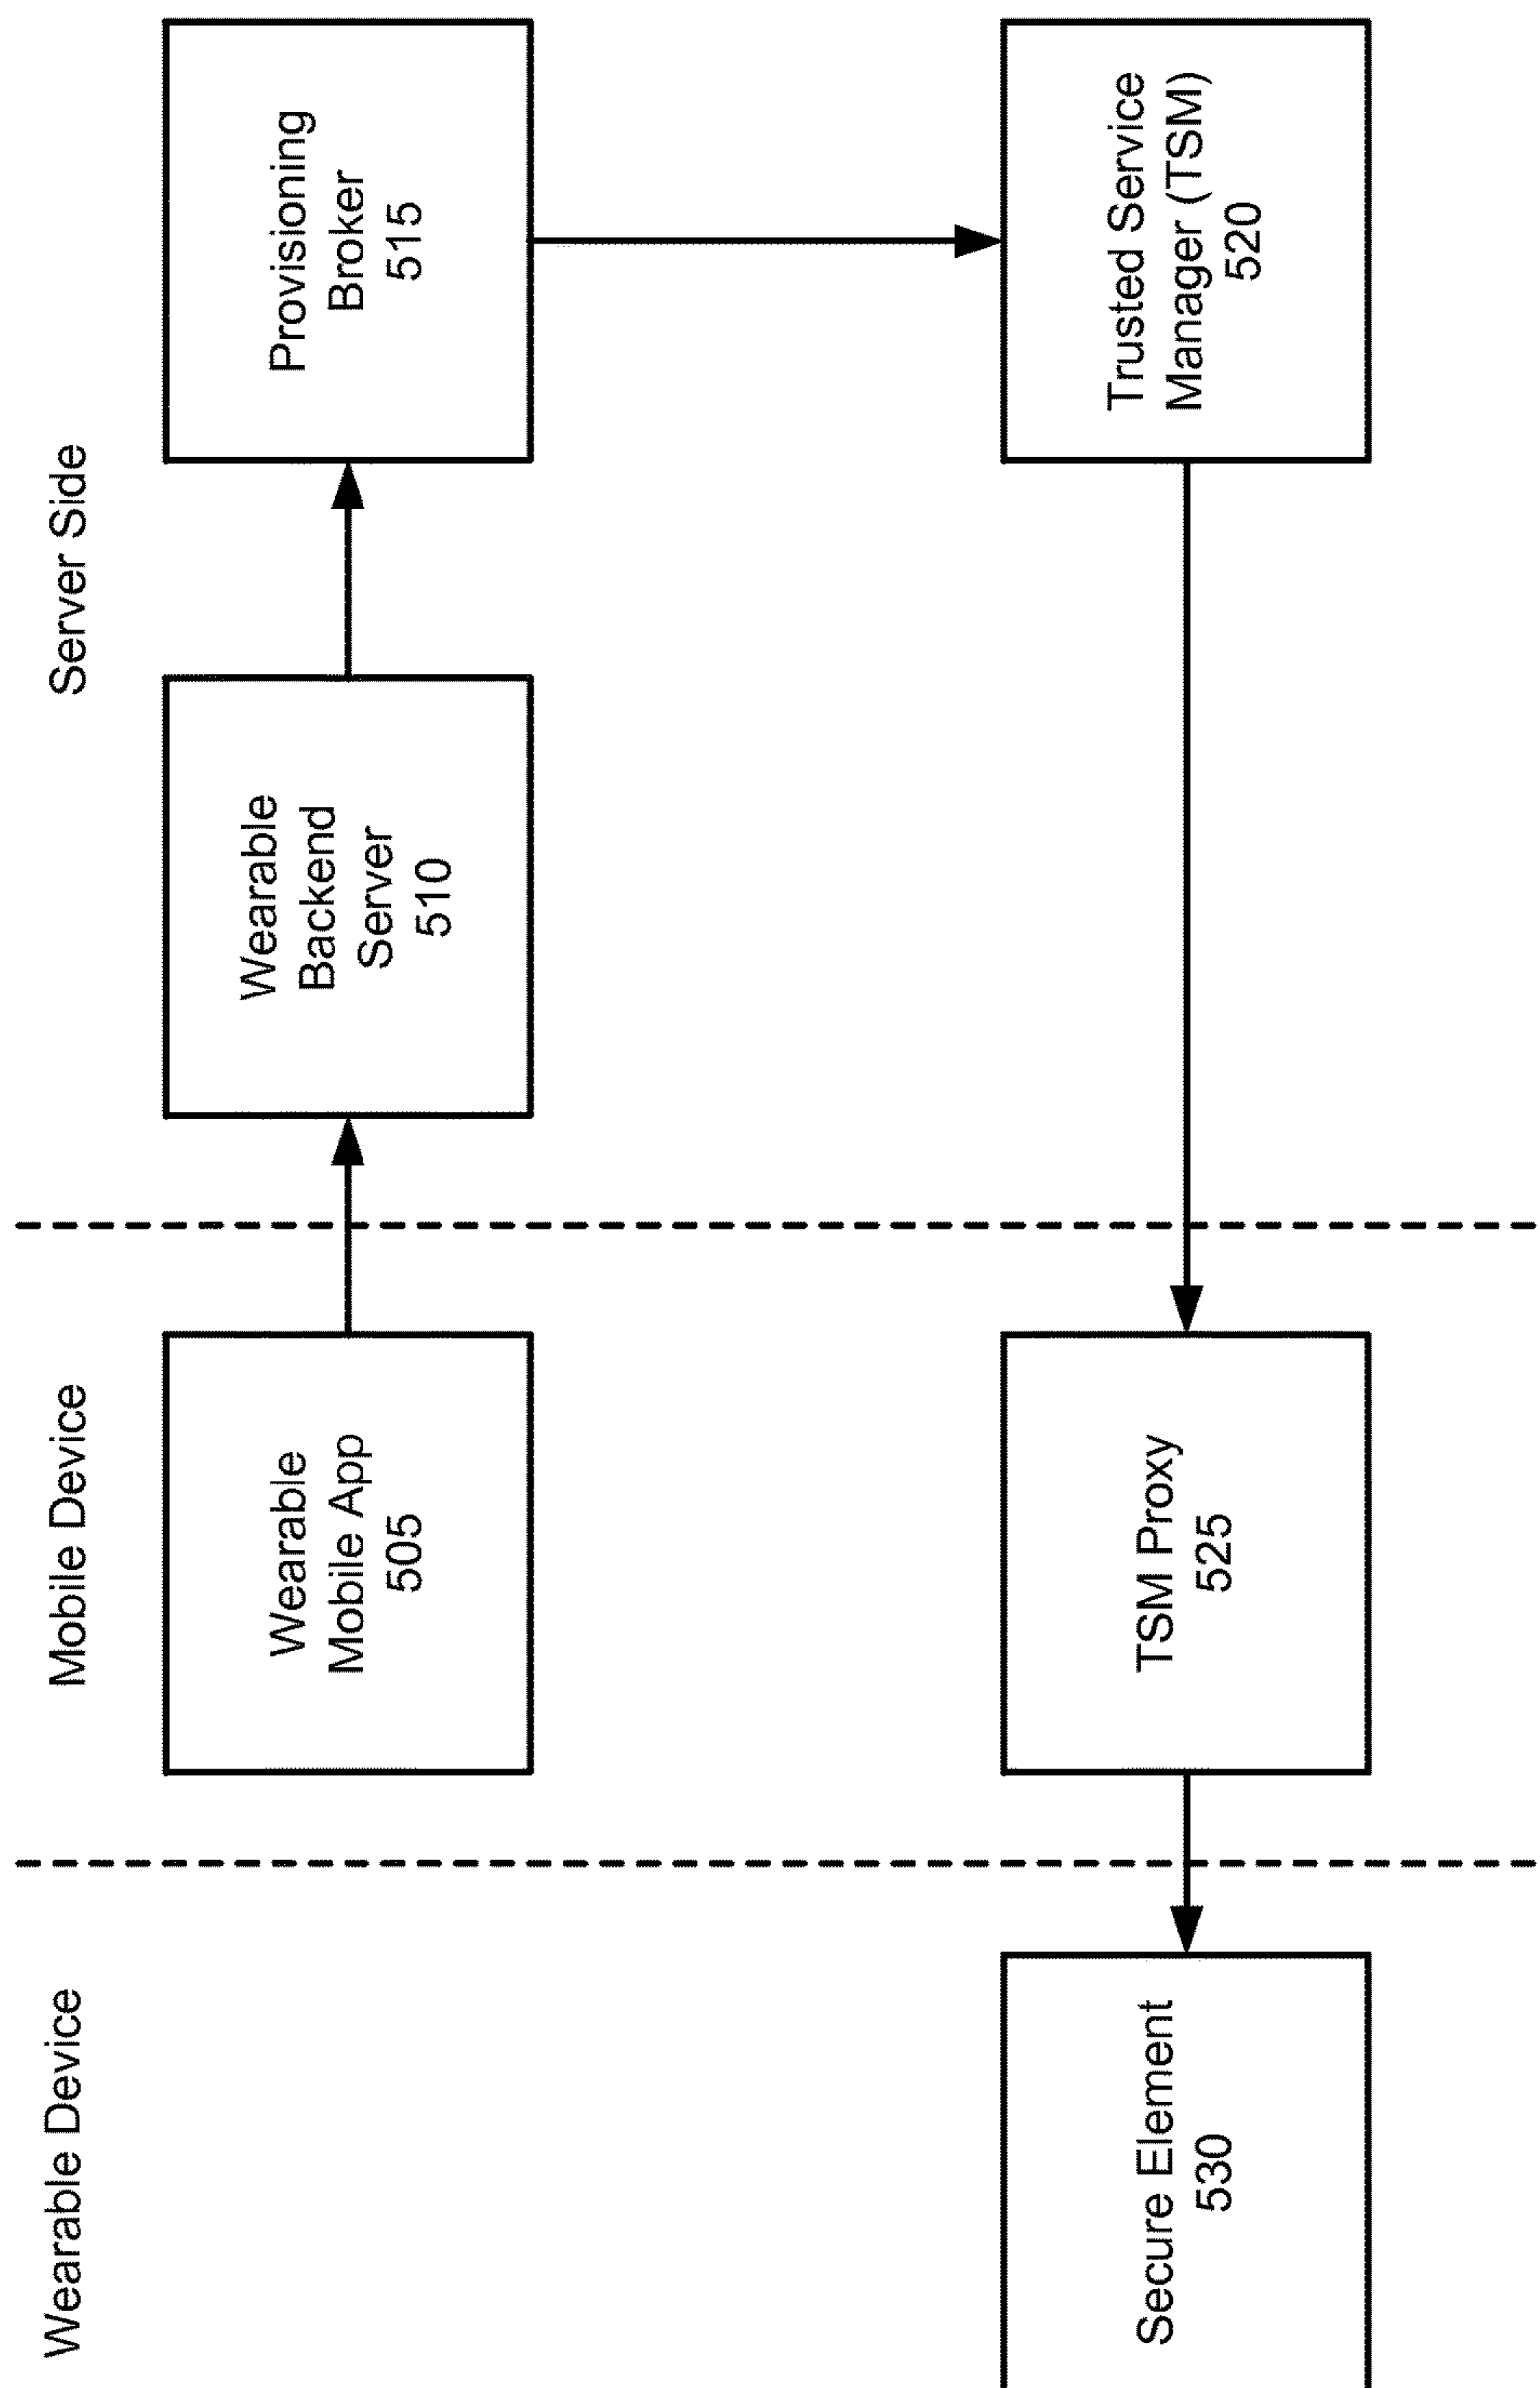 Wearable Device
Mobile Device
Server Side
Wearable
Mobile App
505
Wearable
Backend
Server
510
Provisioning
Broker
515
Secure Element
530
TSM Proxy
525
Trusted Service
Manager (TSM)
520